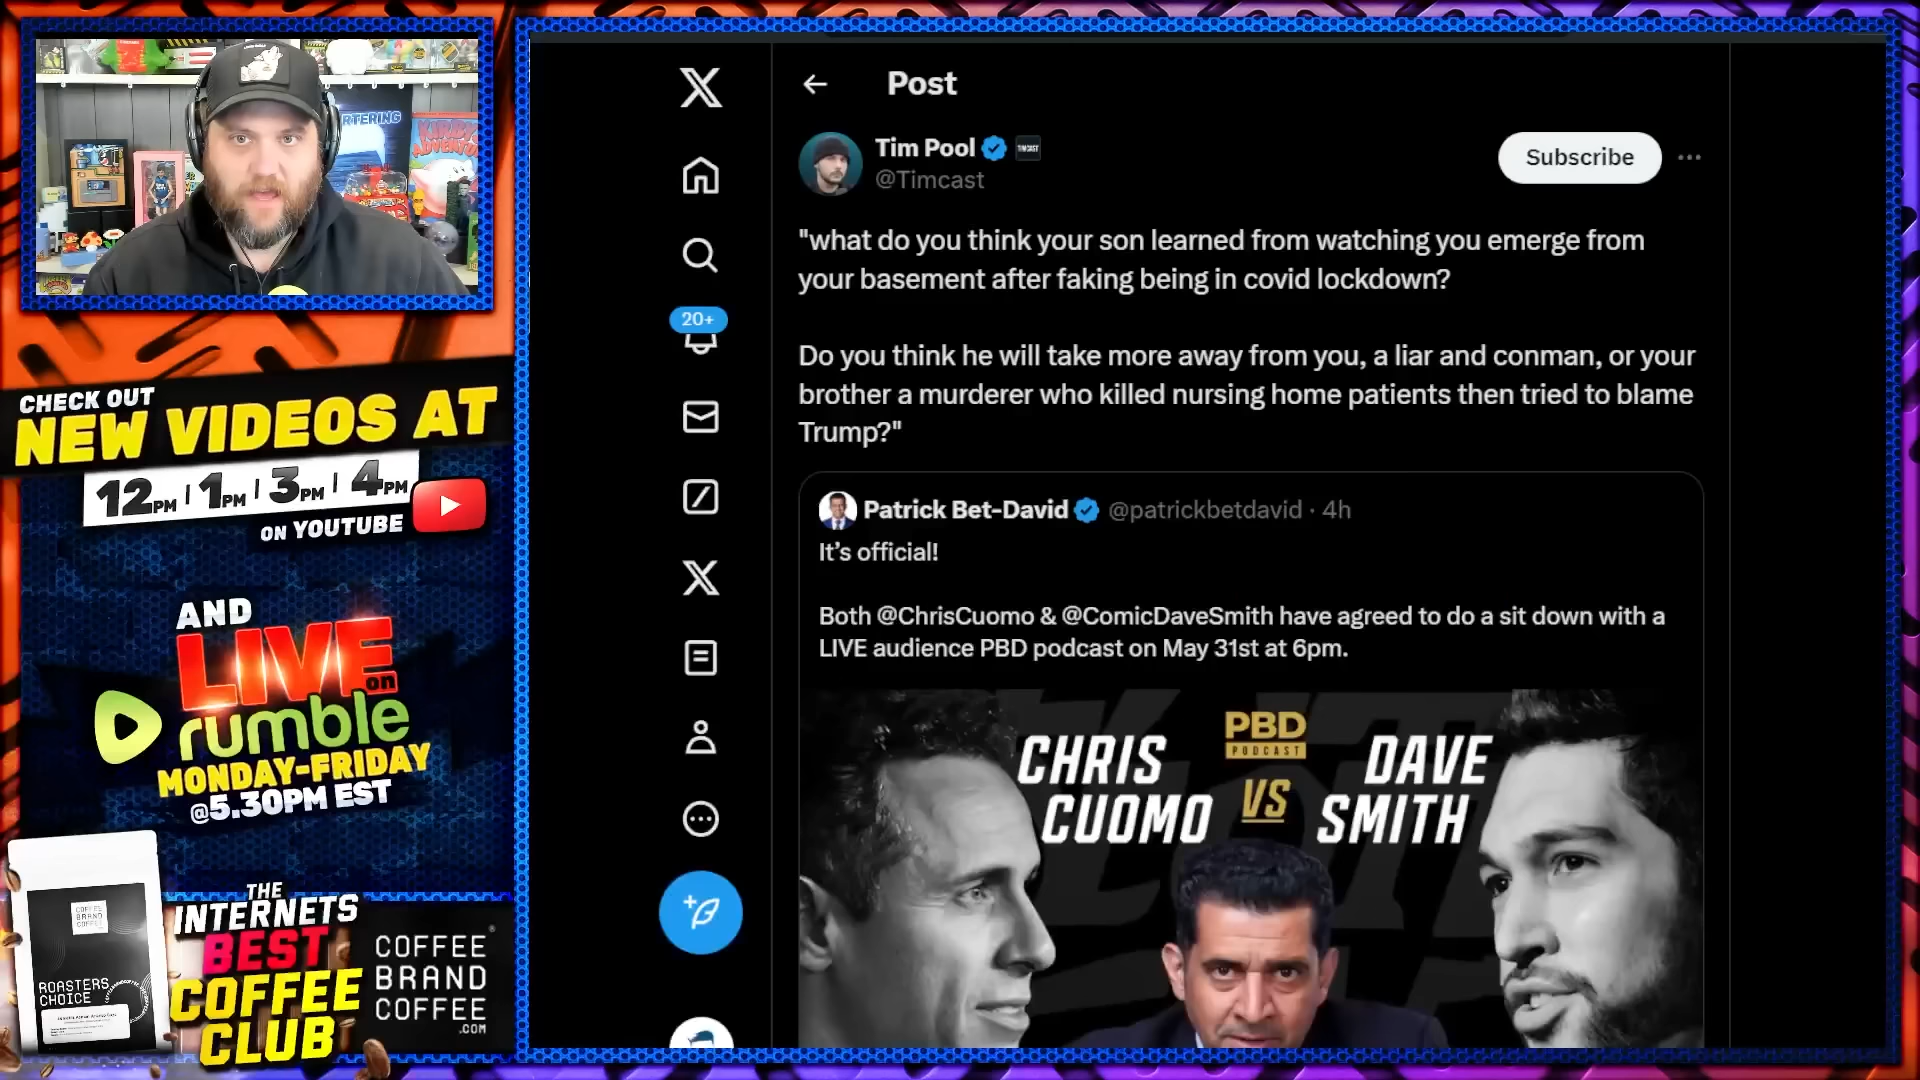 RTERING
KIRBY'S
ADVENTURE
CHECK OUT
NEW VIDEOS AT
12PM | 1PM | 3PM | 4PM
ON YOUTUBE
AND
LIVE
on
rumble
MONDAY-FRIDAY
@5.30PM EST
THE
INTERNETS
BEST
COFFEE
CLUB
COFFEE
BRAND
COFFEE
ROASTERS
CHOICE
COFFEE®
BRAND
COFFEE
.COM
20+
Post
Tim Pool
TIMCAST
@Timcast
Subscribe
"what do you think your son learned from watching you emerge from
your basement after faking being in covid lockdown?
Do you think he will take more away from you, a liar and conman, or your
brother a murderer who killed nursing home patients then tried to blame
Trump?"
Patrick Bet-David @patrickbetdavid · 4h
It's official!
Both @ChrisCuomo & @ComicDaveSmith have agreed to do a sit down with a
LIVE audience PBD podcast on May 31st at 6pm.
PBD
PODCAST
CHRIS
CUOMO
VS
DAVE
SMITH